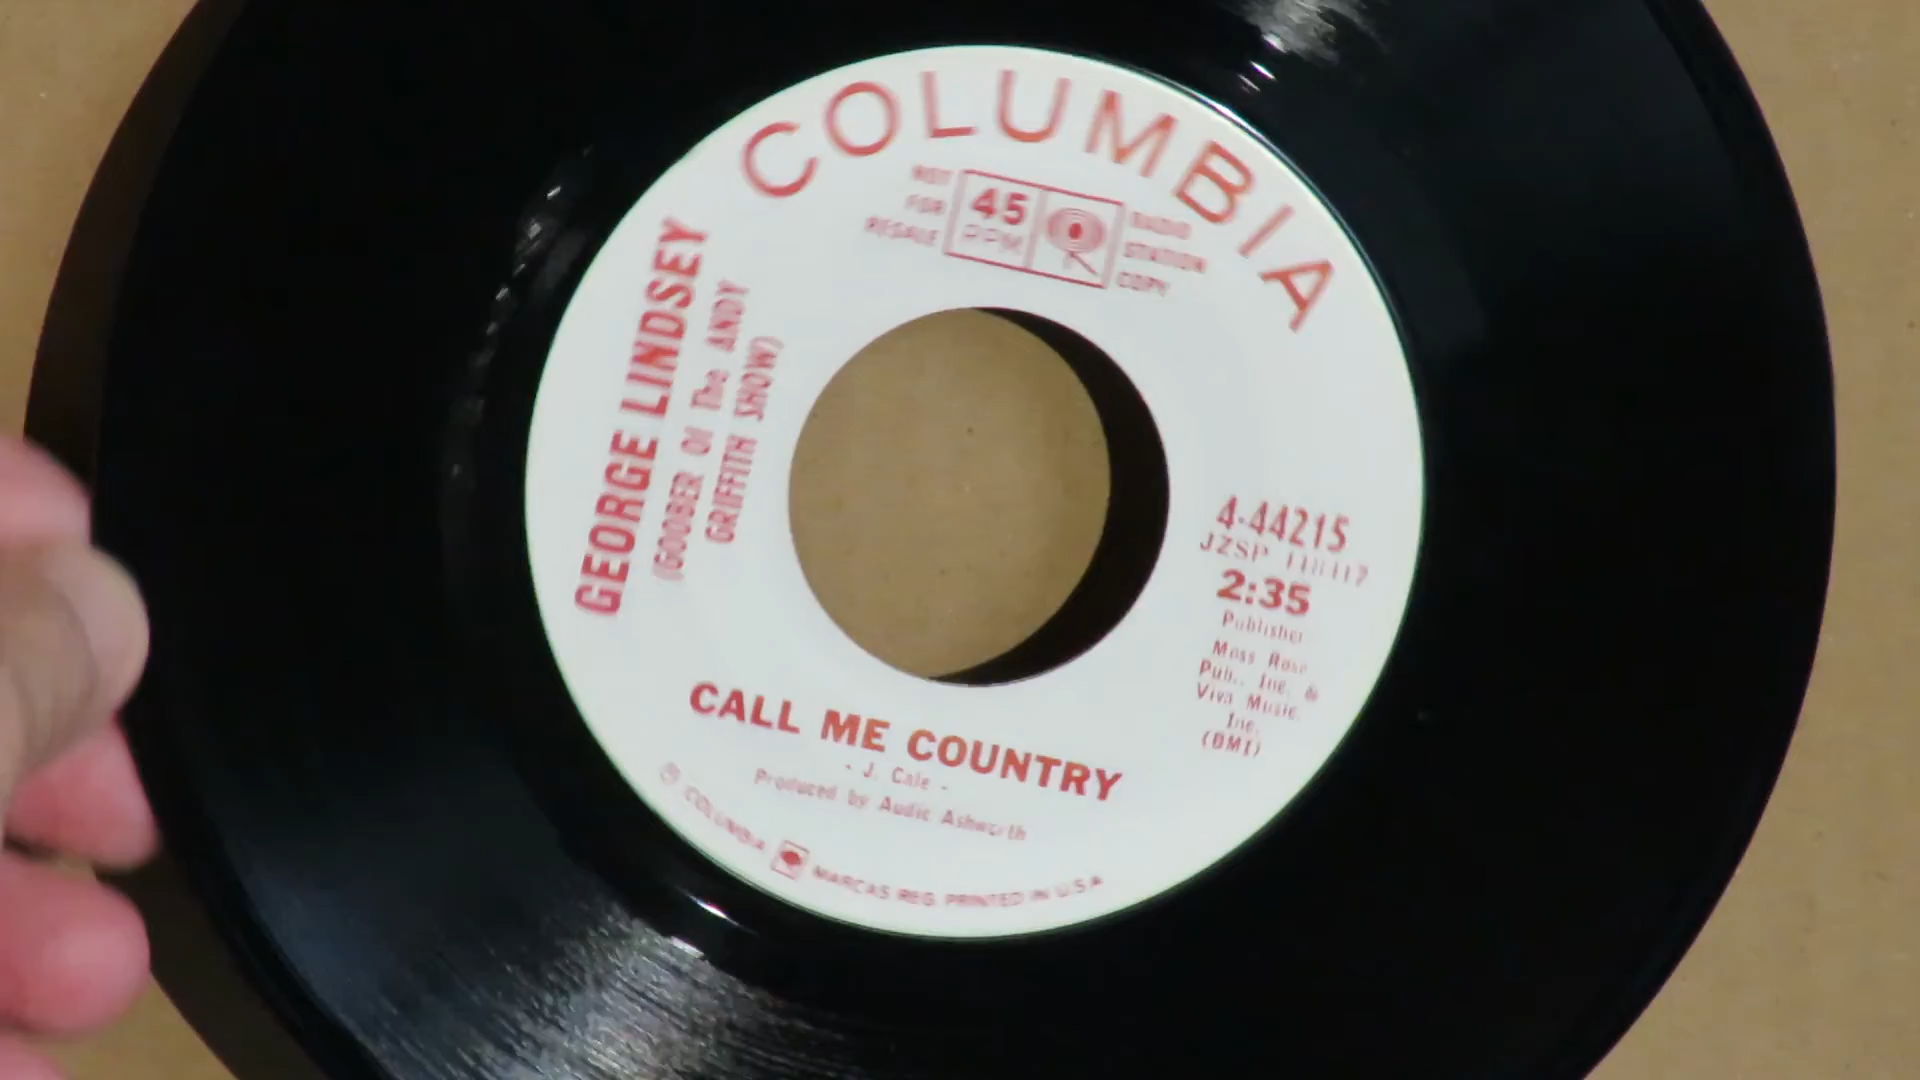 COLUMBIA
NOT
FOR
RESALE
45
RPM
RADIO
STATION
COPY
GEORGE LINDSEY
(GOOBER Of The ANDY
GRIFFITH SHOW)
4-44215
JZSP
2:35
Publisher
Moss Rose
Pub., Inc. &
Viva Music,
Inc.
(BMI)
CALL ME COUNTRY
- J. Cale -
Produced by Audie Ashworth
Ⓡ COLUMBIA MARCAS REG. PRINTED IN U.S.A.